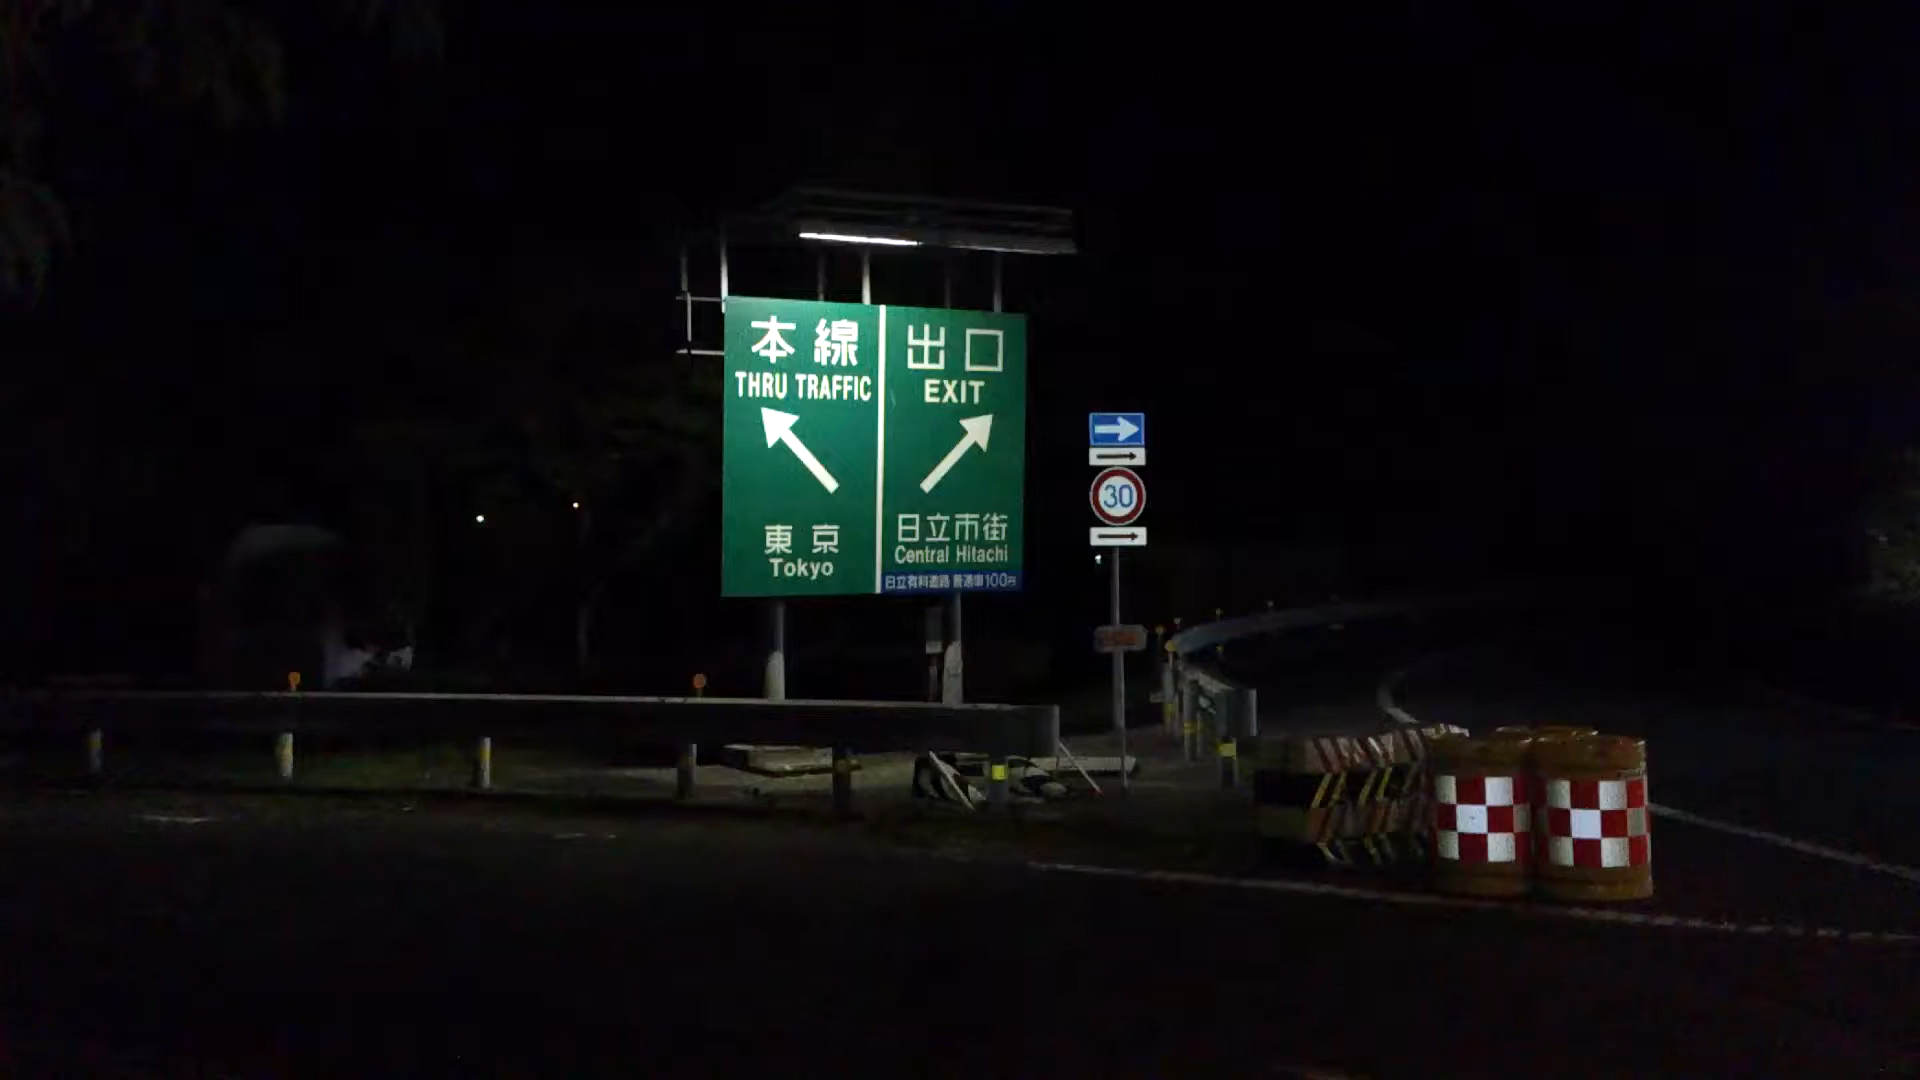 本線
THRU TRAFFIC
東京
Tokyo
出口
EXIT
日立市街
Central Hitachi
日立有料道路 普通車100円
30